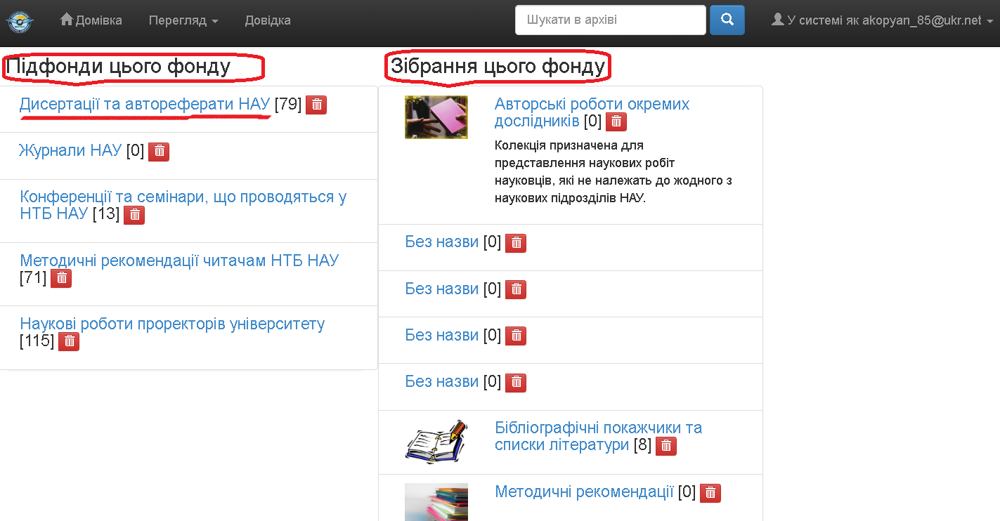 Домівка Перегляд Довідка Шукати в архіві У системі як akopyan_85@ukr.net
Підфонди цього фонду
Дисертації та автореферати НАУ [79]
Журнали НАУ [0]
Конференції та семінари, що проводяться у
НТБ НАУ [13]
Методичні рекомендації читачам НТБ НАУ
[71]
Наукові роботи проректорів університету
[115]
Зібрання цього фонду
Авторські роботи окремих
дослідників [0]
Колекція призначена для
представлення наукових робіт
науковців, які не належать до жодного з
наукових підрозділів НАУ.
Без назви [0]
Без назви [0]
Без назви [0]
Без назви [0]
Бібліографічні покажчики та
списки літератури [8]
Методичні рекомендації [0]